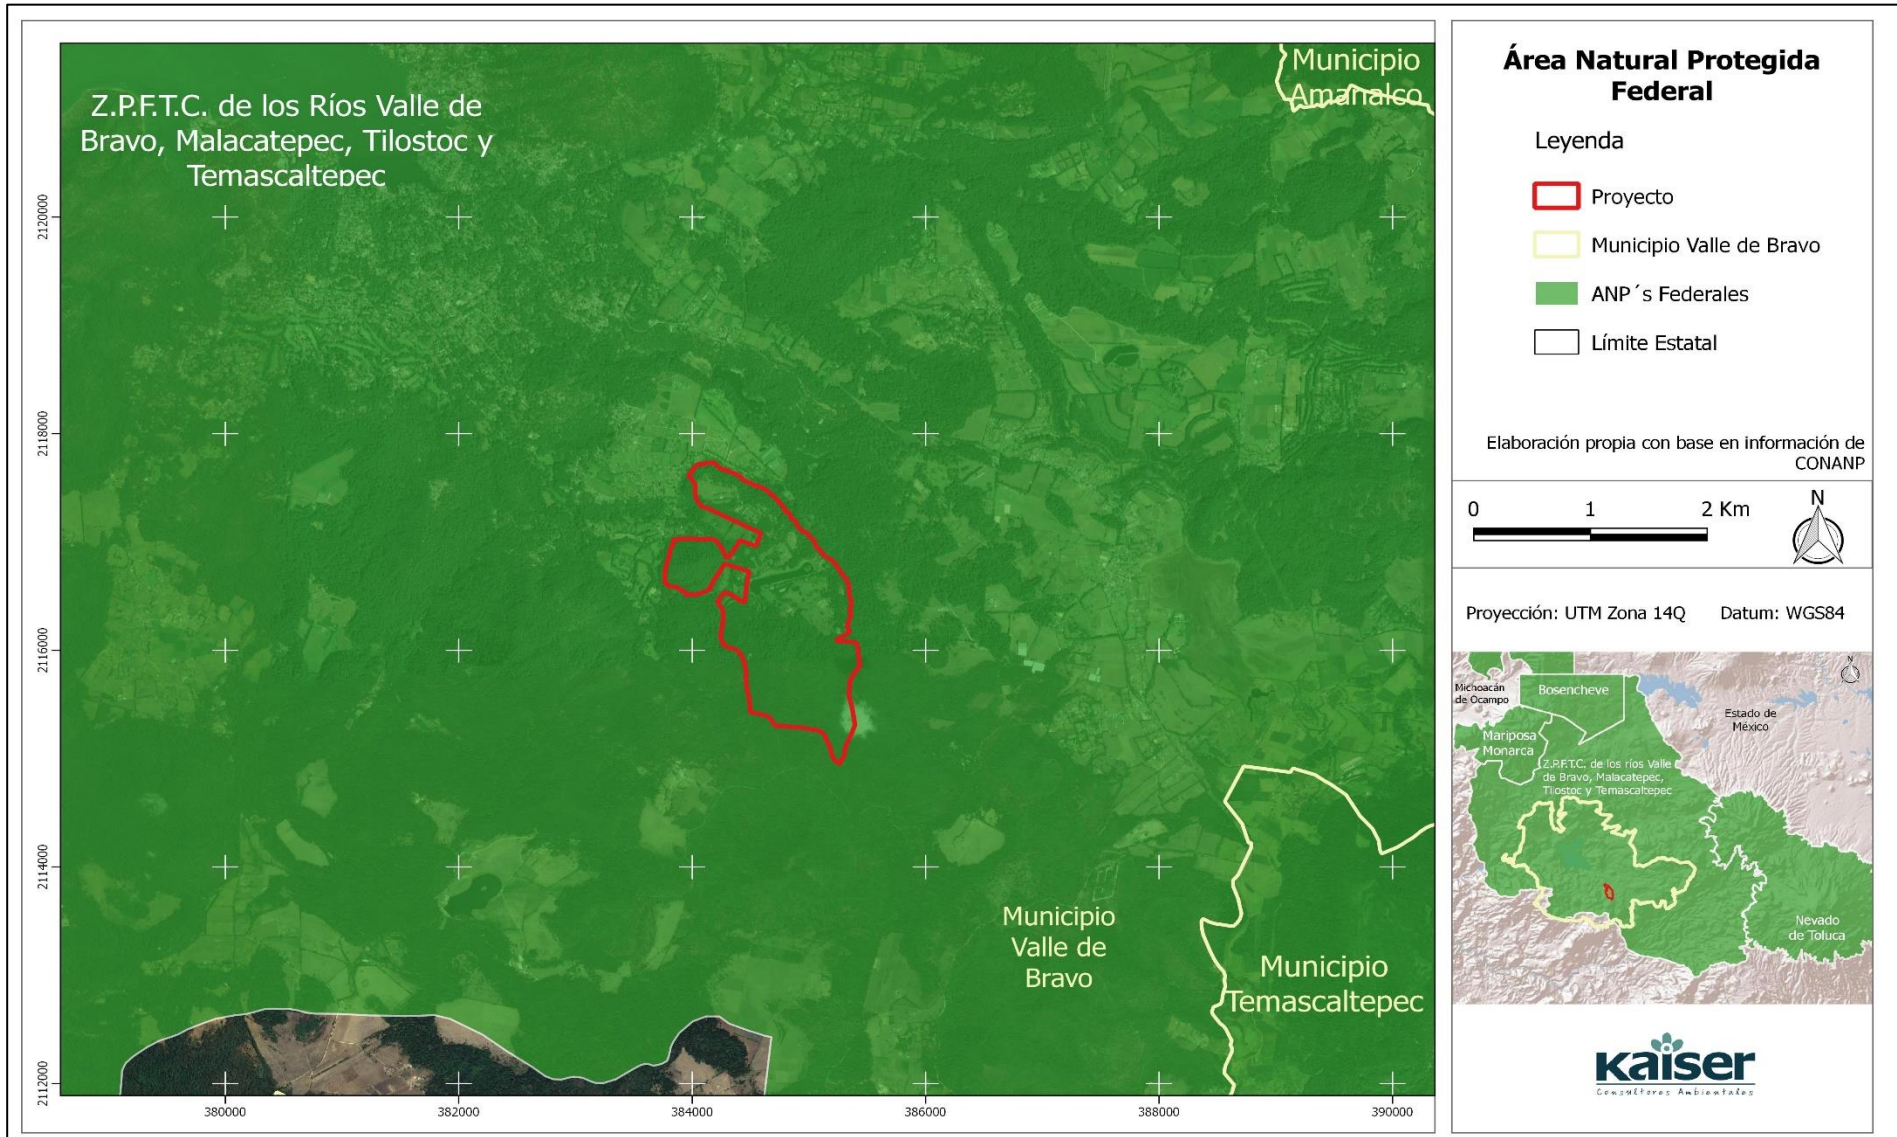 Z.P.F.T.C. de los Ríos Valle de
Bravo, Malacatepec, Tilostoc y
Temascaltepec
Municipio
Amanalco
Municipio
Valle de
Bravo
Municipio
Temascaltepec
2120000
2118000
2116000
2114000
2112000
380000
382000
384000
386000
388000
390000
Área Natural Protegida
Federal
Leyenda
Proyecto
Municipio Valle de Bravo
ANP´s Federales
Límite Estatal
Elaboración propia con base en información de
CONANP
0 1 2 Km
N
Proyección: UTM Zona 14Q Datum: WGS84
N
Michoacán
de Ocampo
Bosencheve
Estado de
México
Mariposa
Monarca
Z.P.F.T.C. de los ríos Valle
de Bravo, Malacatepec,
Tilostoc y Temascaltepec
Nevado
de Toluca
Kaiser
Consultores Ambientales